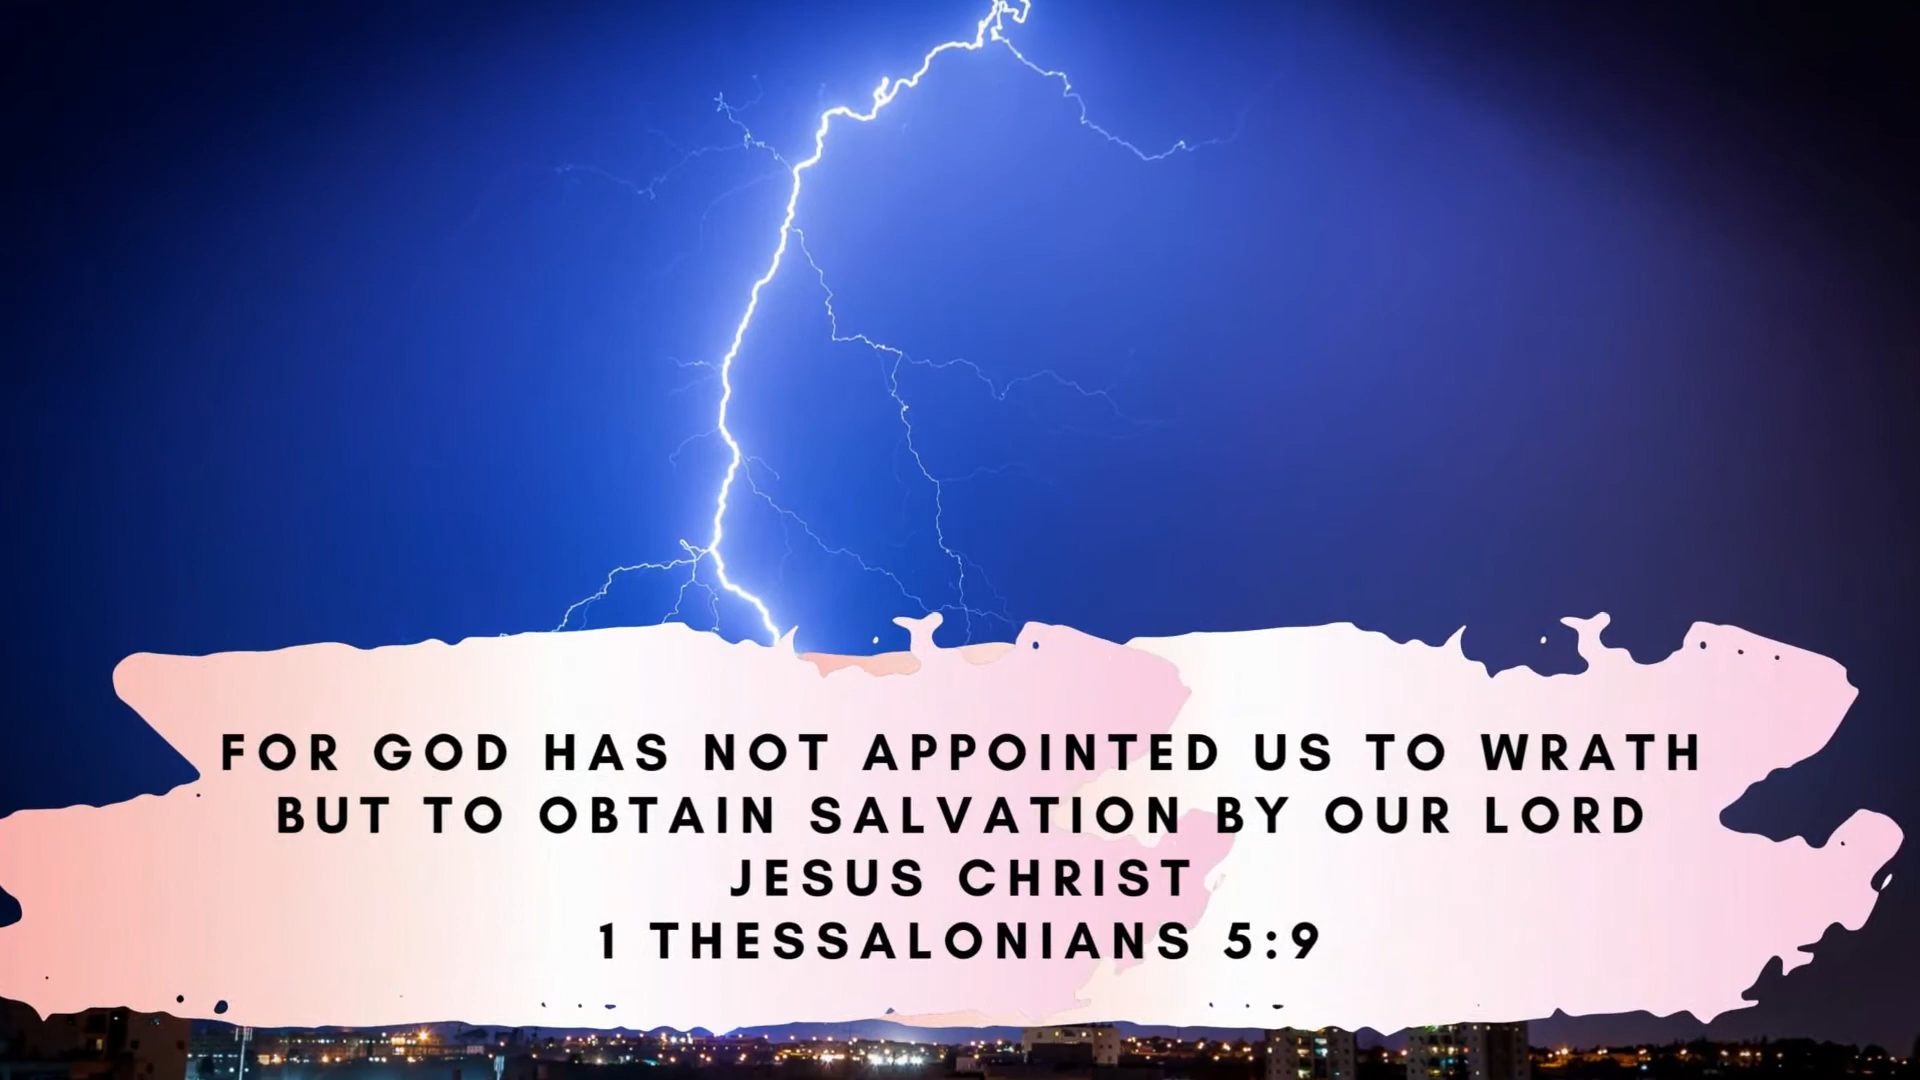 FOR GOD HAS NOT APPOINTED US TO WRATH
BUT TO OBTAIN SALVATION BY OUR LORD
JESUS CHRIST
1 THESSALONIANS 5:9